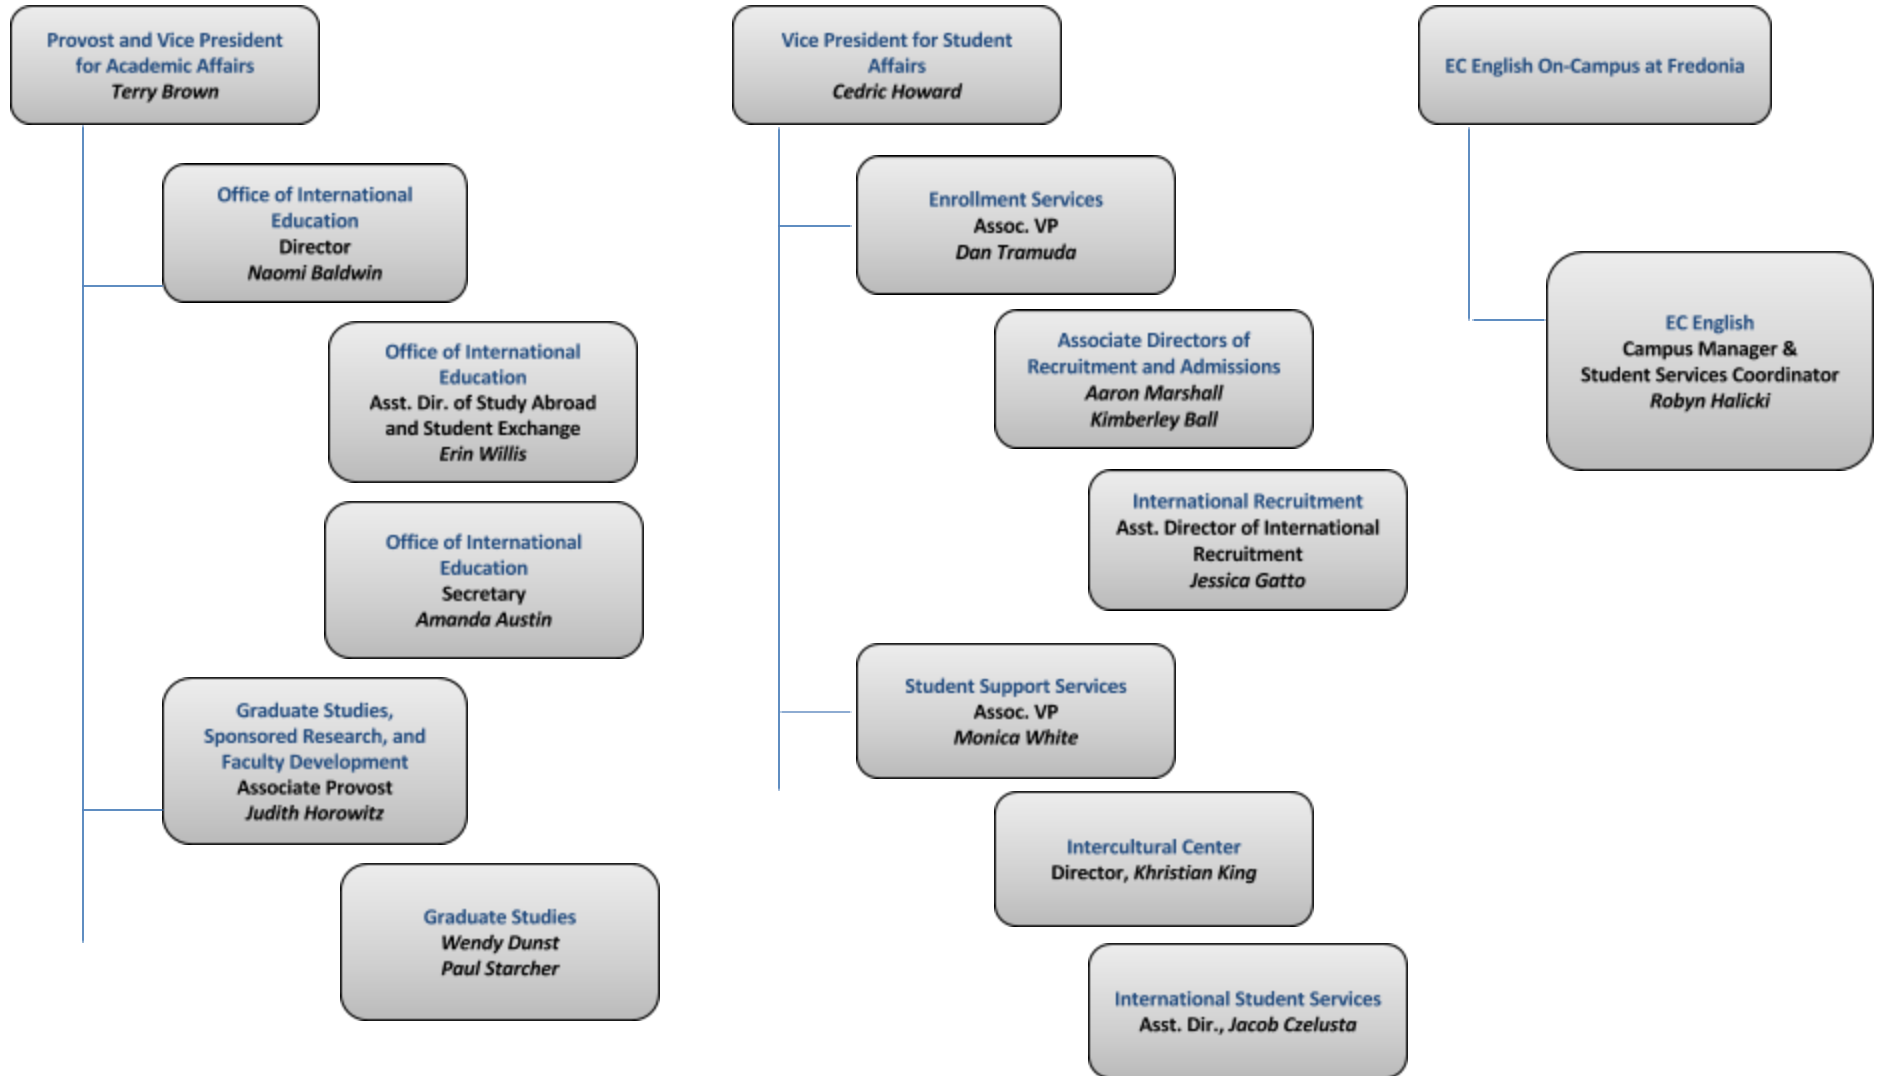 Provost and Vice President
for Academic Affairs
Terry Brown
Office of International
Education
Director
Naomi Baldwin
Office of International
Education
Asst. Dir. of Study Abroad
and Student Exchange
Erin Willis
Office of International
Education
Secretary
Amanda Austin
Graduate Studies,
Sponsored Research, and
Faculty Development
Associate Provost
Judith Horowitz
Graduate Studies
Wendy Dunst
Paul Starcher
Vice President for Student
Affairs
Cedric Howard
Enrollment Services
Assoc. VP
Dan Tramuda
Associate Directors of
Recruitment and Admissions
Aaron Marshall
Kimberley Ball
International Recruitment
Asst. Director of International
Recruitment
Jessica Gatto
Student Support Services
Assoc. VP
Monica White
Intercultural Center
Director, Khristian King
International Student Services
Asst. Dir., Jacob Czelusta
EC English On-Campus at Fredonia
EC English
Campus Manager &
Student Services Coordinator
Robyn Halicki